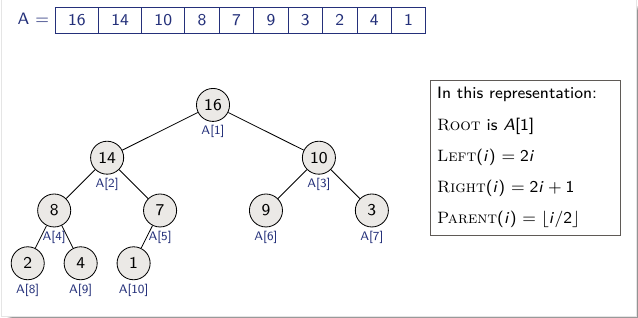 A = 16 14 10 8 7 9 3 2 4 1
In this representation:
ROOT is A[1]
LEFT(i) = 2i
RIGHT(i) = 2i + 1
PARENT(i) = ⌊i/2⌋
16
A[1]
14 10
A[2] A[3]
8 7 9 3
A[4] A[5] A[6] A[7]
2 4 1
A[8] A[9] A[10]